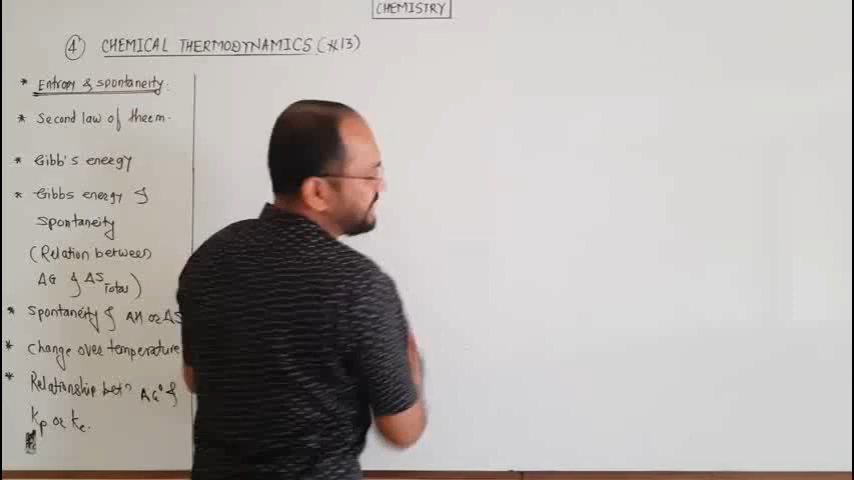 CHEMISTRY
4 CHEMICAL THERMODYNAMICS (*13)
* Entropy & spontaneity.
* Second law of therm.
* Gibb's energy
* Gibbs energy &
spontaneity
(Relation between
ΔG & ΔS Total)
* Spontaneity & ΔH or ΔS
* Change over temperature
* Relationship betn ΔG° &
Kp or Kc.